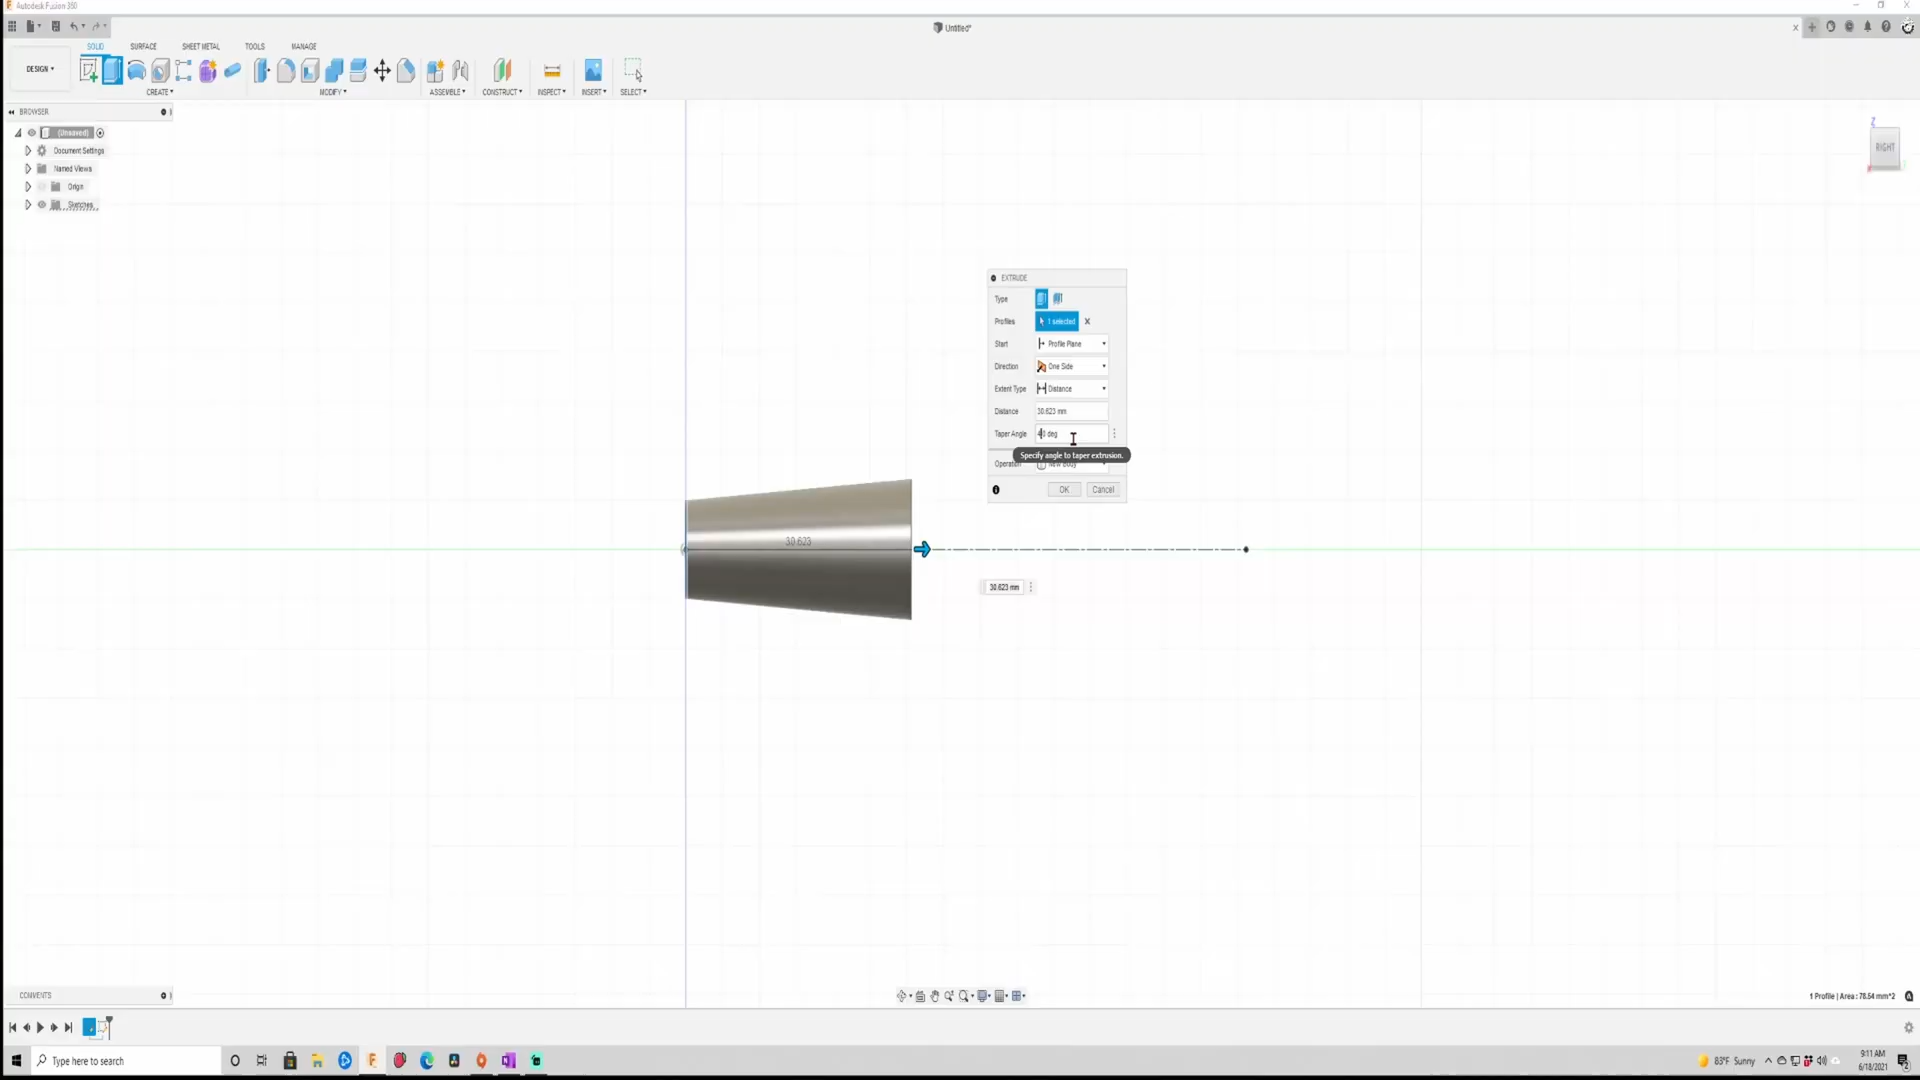 Autodesk Fusion 360
Untitled*
SOLID
SURFACE
SHEET METAL
TOOLS
MANAGE
DESIGN
CREATE
MODIFY
ASSEMBLE
CONSTRUCT
INSPECT
INSERT
SELECT
BROWSER
(Unsaved)
Document Settings
Named Views
Origin
Sketches
Z
RIGHT
EXTRUDE
Type
Profiles 1 selected
Start Profile Plane
Direction One Side
Extent Type Distance
Distance 30.623 mm
Taper Angle 4.0 deg
Specify angle to taper extrusion.
Operation New Body
OK Cancel
30.623
30.623 mm
COMMENTS
1 Profile | Area : 78.54 mm^2
Type here to search
83°F Sunny
9:11 AM
6/18/2021